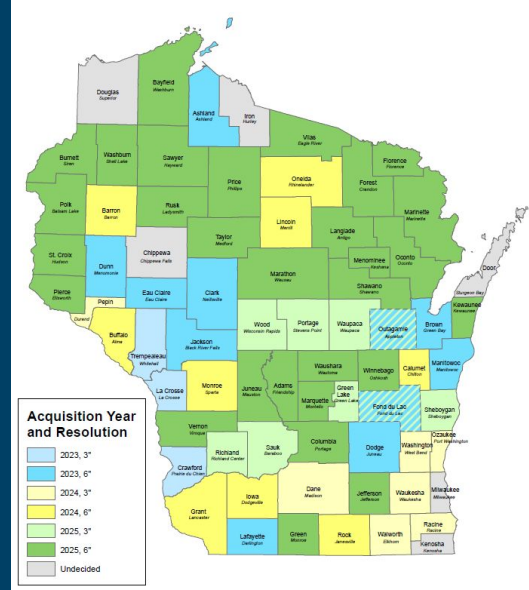 Douglas
Superior
Bayfield
Washburn
Ashland
Ashland
Iron
Hurley
Vilas
Eagle River
Florence
Florence
Burnett
Siren
Washburn
Shell Lake
Sawyer
Hayward
Price
Phillips
Oneida
Rhinelander
Forest
Crandon
Marinette
Marinette
Polk
Balsam Lake
Barron
Barron
Rusk
Ladysmith
Lincoln
Merrill
Langlade
Antigo
Taylor
Medford
St. Croix
Hudson
Dunn
Menomonie
Chippewa
Chippewa Falls
Marathon
Wausau
Menominee
Keshena
Oconto
Oconto
Door
Sturgeon Bay
Pierce
Ellsworth
Pepin
Durand
Eau Claire
Eau Claire
Clark
Neillsville
Shawano
Shawano
Kewaunee
Kewaunee
Buffalo
Alma
Trempealeau
Whitehall
Jackson
Black River Falls
Wood
Wisconsin Rapids
Portage
Stevens Point
Waupaca
Waupaca
Outagamie
Appleton
Brown
Green Bay
Manitowoc
Manitowoc
La Crosse
La Crosse
Monroe
Sparta
Juneau
Mauston
Adams
Friendship
Waushara
Wautoma
Winnebago
Oshkosh
Calumet
Chilton
Marquette
Montello
Green
Lake
Green Lake
Fond du Lac
Fond du Lac
Sheboygan
Sheboygan
Vernon
Viroqua
Crawford
Prairie du Chien
Richland
Richland Center
Sauk
Baraboo
Columbia
Portage
Dodge
Juneau
Washington
West Bend
Ozaukee
Port Washington
Grant
Lancaster
Iowa
Dodgeville
Dane
Madison
Jefferson
Jefferson
Waukesha
Waukesha
Milwaukee
Milwaukee
Lafayette
Darlington
Green
Monroe
Rock
Janesville
Walworth
Elkhorn
Racine
Racine
Kenosha
Kenosha
Acquisition Year
and Resolution
2023, 3"
2023, 6"
2024, 3"
2024, 6"
2025, 3"
2025, 6"
Undecided